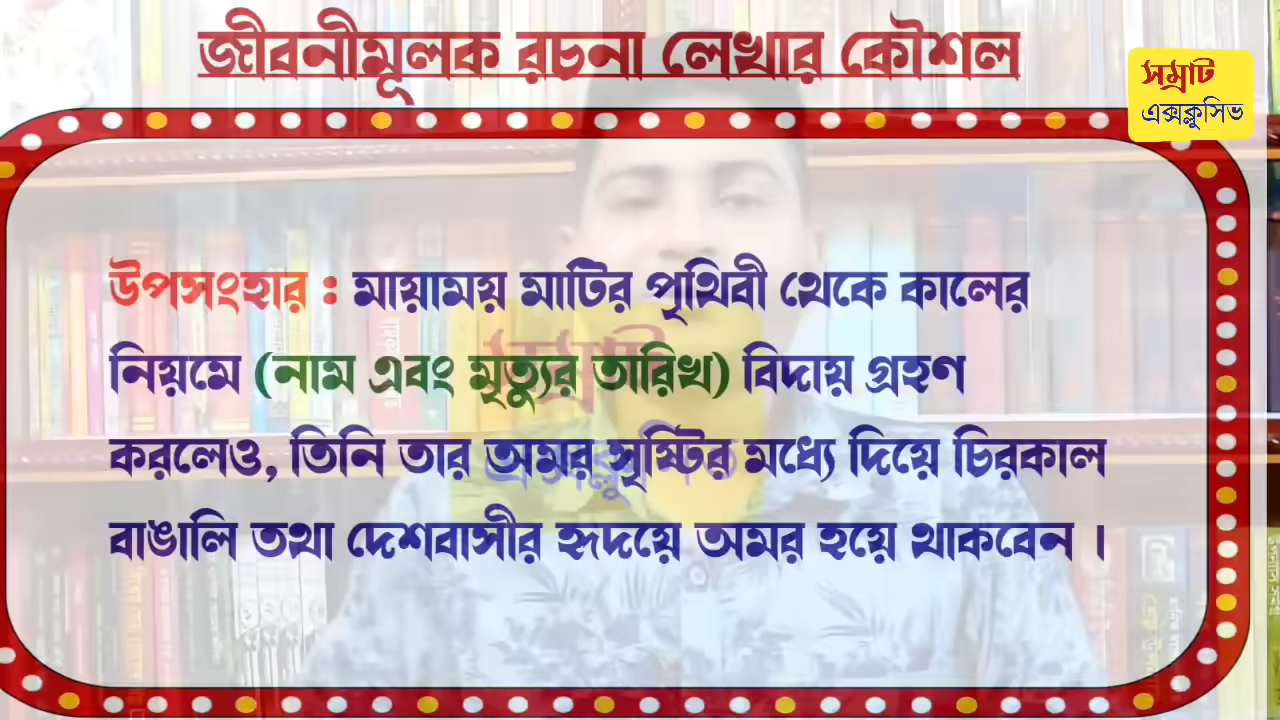 জীবনীমূলক রচনা লেখার কৌশল
সম্রাট
এক্সক্লুসিভ
উপসংহার : মায়াময় মাটির পৃথিবী থেকে কালের
নিয়মে (নাম এবং মৃত্যুর তারিখ) বিদায় গ্রহণ
করলেও, তিনি তার অমর সৃষ্টির মধ্যে দিয়ে চিরকাল
বাঙালি তথা দেশবাসীর হৃদয়ে অমর হয়ে থাকবেন ।